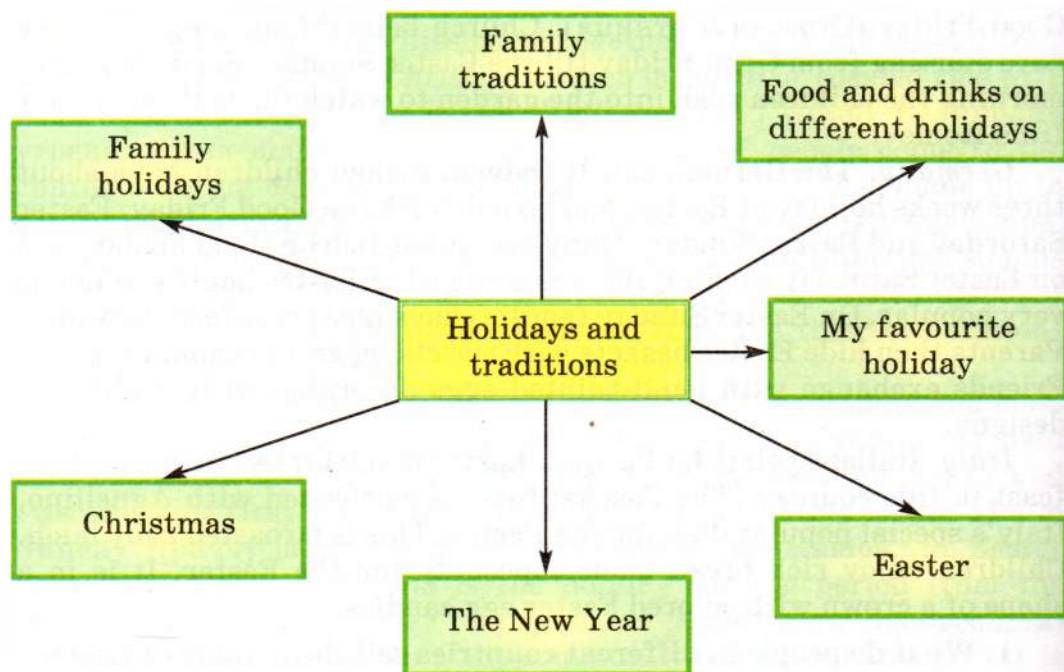 Family
traditions
Food and drinks on
different holidays
Family
holidays
Holidays and
traditions
My favourite
holiday
Christmas
Easter
The New Year